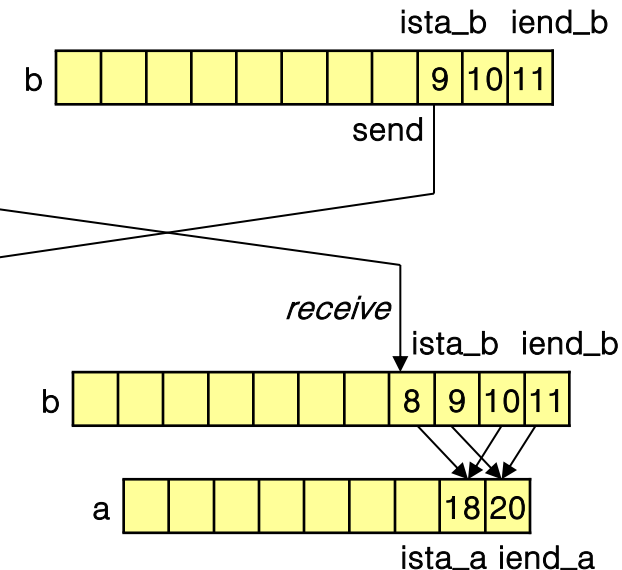 ista_b iend_b
b 9 10 11
send
receive
ista_b iend_b
b 8 9 10 11
a 18 20
ista_a iend_a